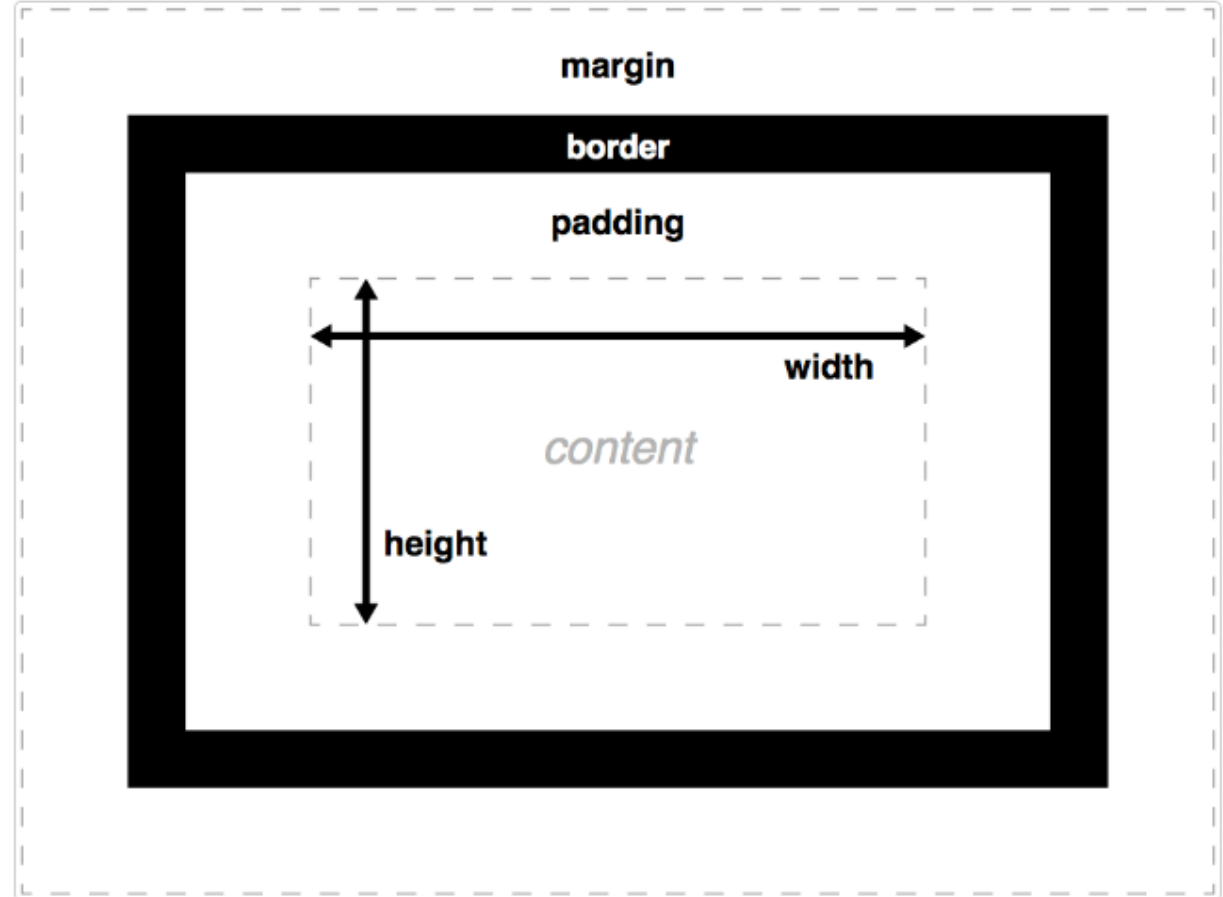 margin
border
padding
width
content
height